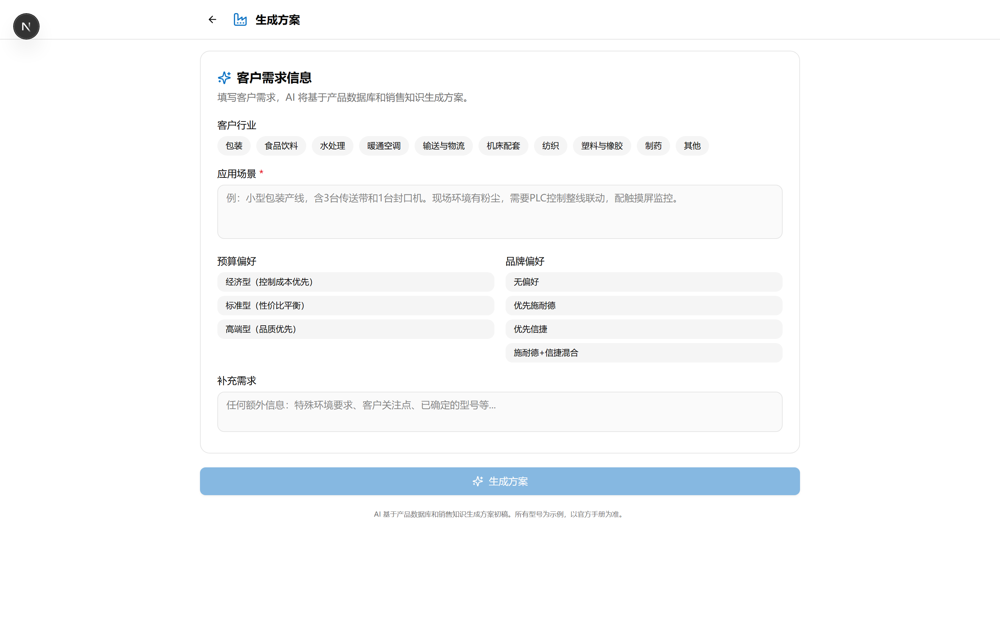 N
生成方案
客户需求信息
填写客户需求，AI 将基于产品数据库和销售知识生成方案。
客户行业
包装 食品饮料 水处理 暖通空调 输送与物流 机床配套 纺织 塑料与橡胶 制药 其他
应用场景 *
例：小型包装产线，含3台传送带和1台封口机。现场环境有粉尘，需要PLC控制整线联动，配触摸屏监控。
预算偏好
经济型（控制成本优先）
标准型（性价比平衡）
高端型（品质优先）
品牌偏好
无偏好
优先施耐德
优先信捷
施耐德+信捷混合
补充需求
任何额外信息：特殊环境要求、客户关注点、已确定的型号等...
生成方案
AI 基于产品数据库和销售知识生成方案初稿。所有型号为示例，以官方手册为准。